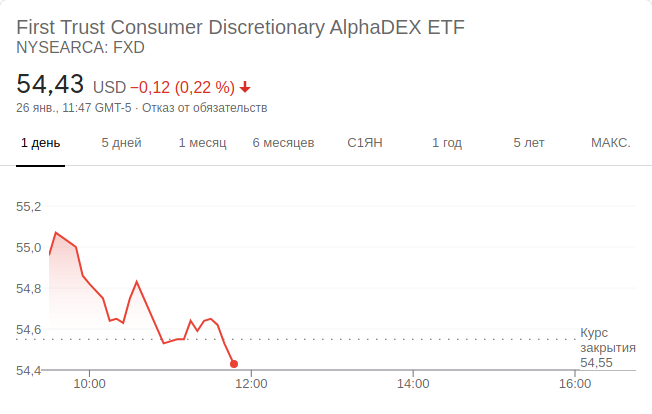 First Trust Consumer Discretionary AlphaDEX ETF
NYSEARCA: FXD
54,43 USD −0,12 (0,22 %)
26 янв., 11:47 GMT-5 · Отказ от обязательств
1 день 5 дней 1 месяц 6 месяцев С1ЯН 1 год 5 лет МАКС.
55,2
55,0
54,8
54,6
Курс
закрытия
54,55
54,4
10:00 12:00 14:00 16:00